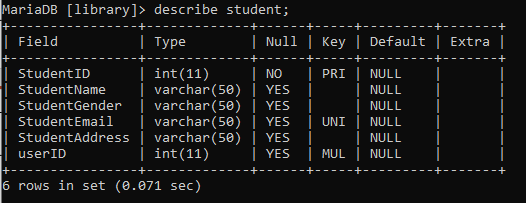 MariaDB [library]> describe student;
+----------------+-------------+------+-----+---------+-------+
| Field          | Type        | Null | Key | Default | Extra |
+----------------+-------------+------+-----+---------+-------+
| StudentID      | int(11)     | NO   | PRI | NULL    |       |
| StudentName    | varchar(50) | YES  |     | NULL    |       |
| StudentGender  | varchar(50) | YES  |     | NULL    |       |
| StudentEmail   | varchar(50) | YES  | UNI | NULL    |       |
| StudentAddress | varchar(50) | YES  |     | NULL    |       |
| userID         | int(11)     | YES  | MUL | NULL    |       |
+----------------+-------------+------+-----+---------+-------+
6 rows in set (0.071 sec)